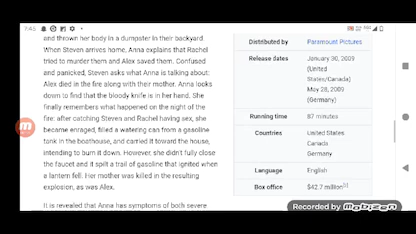 7:45
and thrown her body in a dumpster in their backyard.
When Steven arrives home, Anna explains that Rachel
tried to murder them and Alex saved them. Confused
and panicked, Steven asks what Anna is talking about:
Alex died in the fire along with their mother. Anna looks
down to find that the bloody knife is in her hand. She
finally remembers what happened on the night of the
fire: after catching Steven and Rachel having sex, she
became enraged, filled a watering can from a gasoline
tank in the boathouse, and carried it toward the house,
intending to burn it down. However, she didn't fully close
the faucet and it spilt a trail of gasoline that ignited when
a lantern fell. Her mother was killed in the resulting
explosion, as was Alex.
It is revealed that Anna has symptoms of both severe
Distributed by Paramount Pictures
Release dates January 30, 2009
(United
States/Canada)
May 28, 2009
(Germany)
Running time 87 minutes
Countries United States
Canada
Germany
Language English
Box office $42.7 million
Recorded by Mobizen